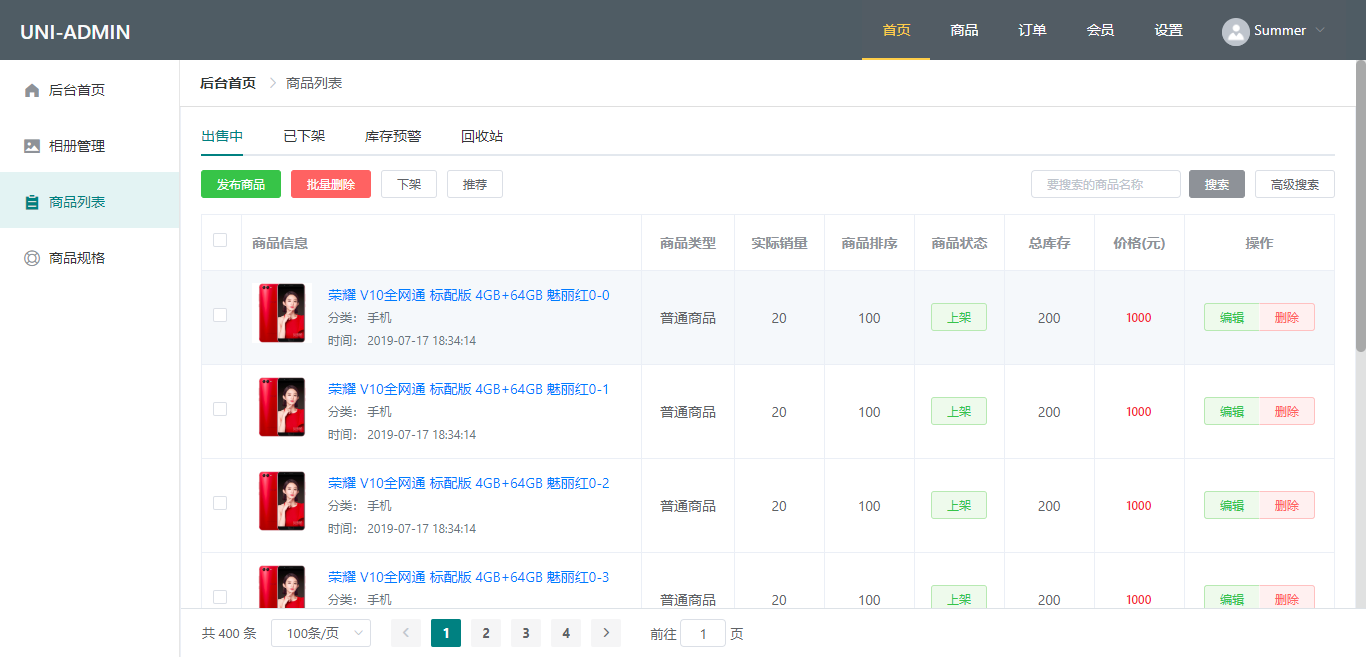 UNI-ADMIN
首页 商品 订单 会员 设置 Summer
后台首页
相册管理
商品列表
商品规格
后台首页 商品列表
出售中 已下架 库存预警 回收站
发布商品 批量删除 下架 推荐 要搜索的商品名称 搜索 高级搜索
商品信息 商品类型 实际销量 商品排序 商品状态 总库存 价格(元) 操作
荣耀 V10全网通 标配版 4GB+64GB 魅丽红0-0
分类： 手机
时间： 2019-07-17 18:34:14
普通商品 20 100 上架 200 1000 编辑 删除
荣耀 V10全网通 标配版 4GB+64GB 魅丽红0-1
分类： 手机
时间： 2019-07-17 18:34:14
普通商品 20 100 上架 200 1000 编辑 删除
荣耀 V10全网通 标配版 4GB+64GB 魅丽红0-2
分类： 手机
时间： 2019-07-17 18:34:14
普通商品 20 100 上架 200 1000 编辑 删除
荣耀 V10全网通 标配版 4GB+64GB 魅丽红0-3
分类： 手机
普通商品 20 100 上架 200 1000 编辑 删除
共 400 条 100条/页 1 2 3 4 前往 1 页